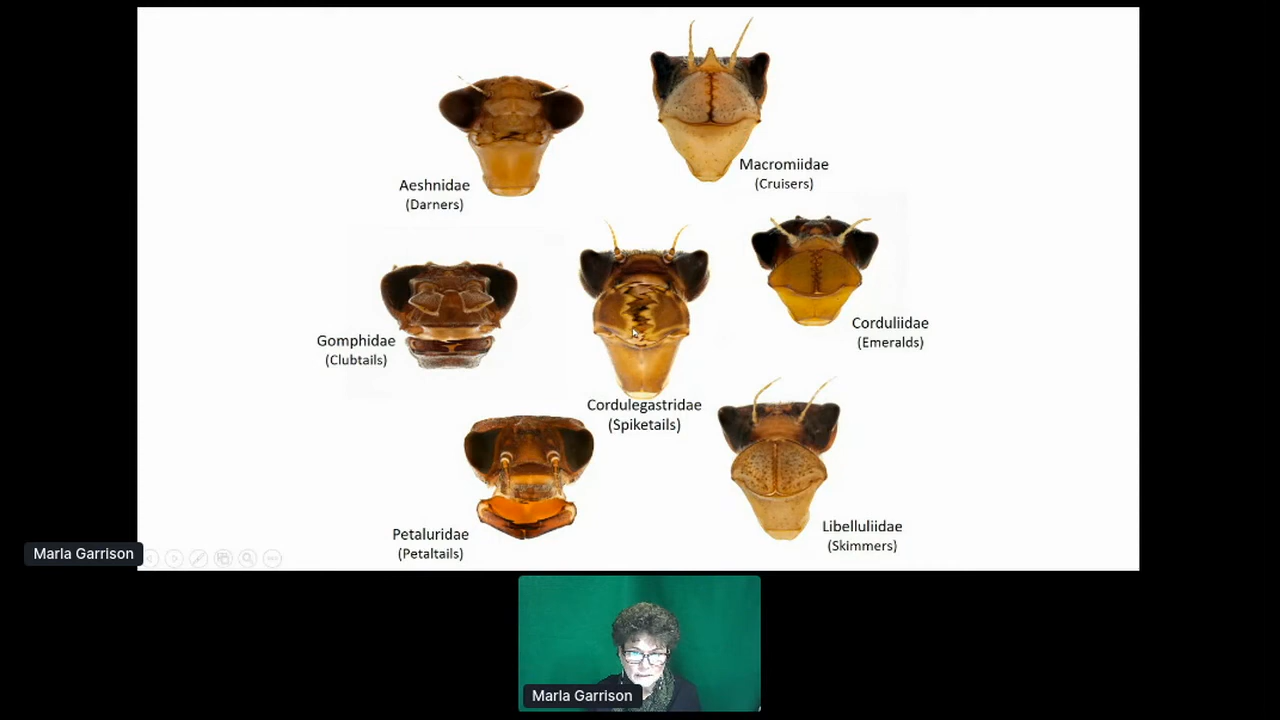 Macromiidae
(Cruisers)
Aeshnidae
(Darners)
Corduliidae
(Emeralds)
Gomphidae
(Clubtails)
Cordulegastridae
(Spiketails)
Libelluliidae
(Skimmers)
Petaluridae
(Petaltails)
Marla Garrison
Marla Garrison